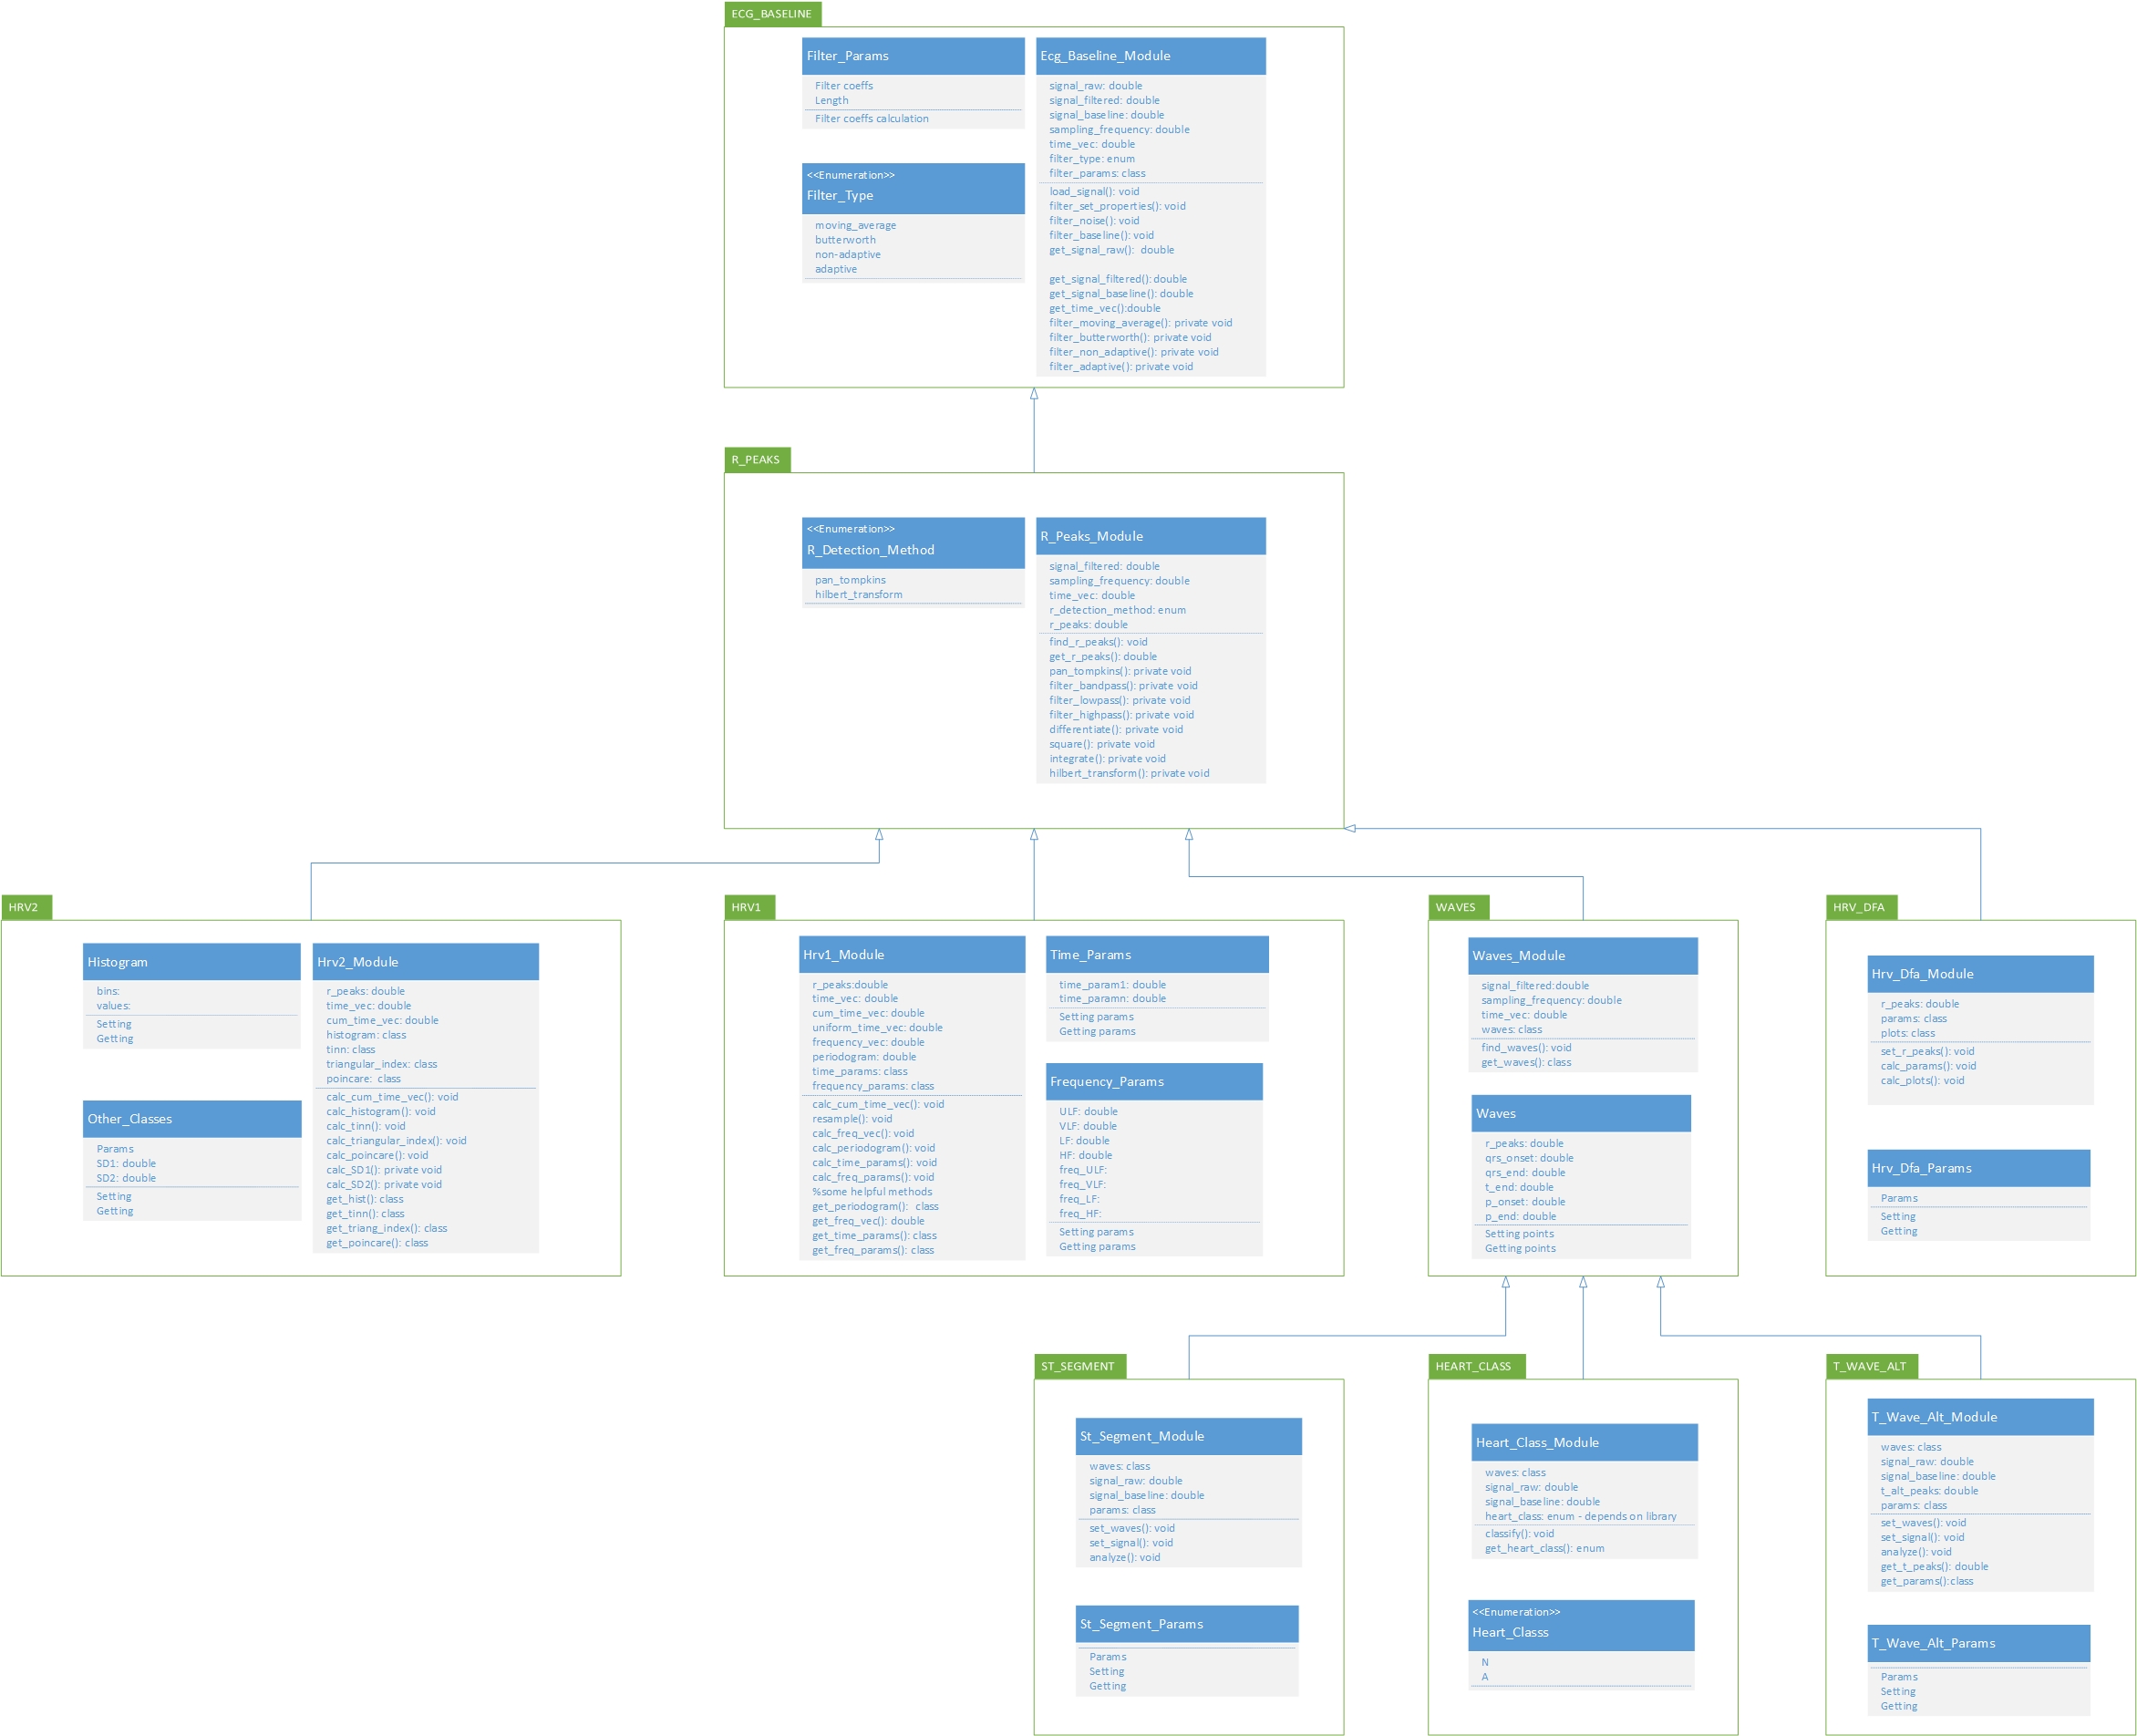 ECG_BASELINE
Filter_Params
Filter coeffs
Length
Filter coeffs calculation
<<Enumeration>>
Filter_Type
moving_average
butterworth
non-adaptive
adaptive
Ecg_Baseline_Module
signal_raw: double
signal_filtered: double
signal_baseline: double
sampling_frequency: double
time_vec: double
filter_type: enum
filter_params: class
load_signal(): void
filter_set_properties(): void
filter_noise(): void
filter_baseline(): void
get_signal_raw():  double
get_signal_filtered():double
get_signal_baseline(): double
get_time_vec():double
filter_moving_average(): private void
filter_butterworth(): private void
filter_non_adaptive(): private void
filter_adaptive(): private void
R_PEAKS
<<Enumeration>>
R_Detection_Method
pan_tompkins
hilbert_transform
R_Peaks_Module
signal_filtered: double
sampling_frequency: double
time_vec: double
r_detection_method: enum
r_peaks: double
find_r_peaks(): void
get_r_peaks(): double
pan_tompkins(): private void
filter_bandpass(): private void
filter_lowpass(): private void
filter_highpass(): private void
differentiate(): private void
square(): private void
integrate(): private void
hilbert_transform(): private void
HRV2
Histogram
bins:
values:
Setting
Getting
Other_Classes
Params
SD1: double
SD2: double
Setting
Getting
Hrv2_Module
r_peaks: double
time_vec: double
cum_time_vec: double
histogram: class
tinn: class
triangular_index: class
poincare:  class
calc_cum_time_vec(): void
calc_histogram(): void
calc_tinn(): void
calc_triangular_index(): void
calc_poincare(): void
calc_SD1(): private void
calc_SD2(): private void
get_hist(): class
get_tinn(): class
get_triang_index(): class
get_poincare(): class
HRV1
Hrv1_Module
r_peaks:double
time_vec: double
cum_time_vec: double
uniform_time_vec: double
frequency_vec: double
periodogram: double
time_params: class
frequency_params: class
calc_cum_time_vec(): void
resample(): void
calc_freq_vec(): void
calc_periodogram(): void
calc_time_params(): void
calc_freq_params(): void
%some helpful methods
get_periodogram():  class
get_freq_vec(): double
get_time_params(): class
get_freq_params(): class
Time_Params
time_param1: double
time_paramn: double
Setting params
Getting params
Frequency_Params
ULF: double
VLF: double
LF: double
HF: double
freq_ULF:
freq_VLF:
freq_LF:
freq_HF:
Setting params
Getting params
WAVES
Waves_Module
signal_filtered:double
sampling_frequency: double
time_vec: double
waves: class
find_waves(): void
get_waves(): class
Waves
r_peaks: double
qrs_onset: double
qrs_end: double
t_end: double
p_onset: double
p_end: double
Setting points
Getting points
HRV_DFA
Hrv_Dfa_Module
r_peaks: double
params: class
plots: class
set_r_peaks(): void
calc_params(): void
calc_plots(): void
Hrv_Dfa_Params
Params
Setting
Getting
ST_SEGMENT
St_Segment_Module
waves: class
signal_raw: double
signal_baseline: double
params: class
set_waves(): void
set_signal(): void
analyze(): void
St_Segment_Params
Params
Setting
Getting
HEART_CLASS
Heart_Class_Module
waves: class
signal_raw: double
signal_baseline: double
heart_class: enum - depends on library
classify(): void
get_heart_class(): enum
<<Enumeration>>
Heart_Classs
N
A
T_WAVE_ALT
T_Wave_Alt_Module
waves: class
signal_raw: double
signal_baseline: double
t_alt_peaks: double
params: class
set_waves(): void
set_signal(): void
analyze(): void
get_t_peaks(): double
get_params():class
T_Wave_Alt_Params
Params
Setting
Getting